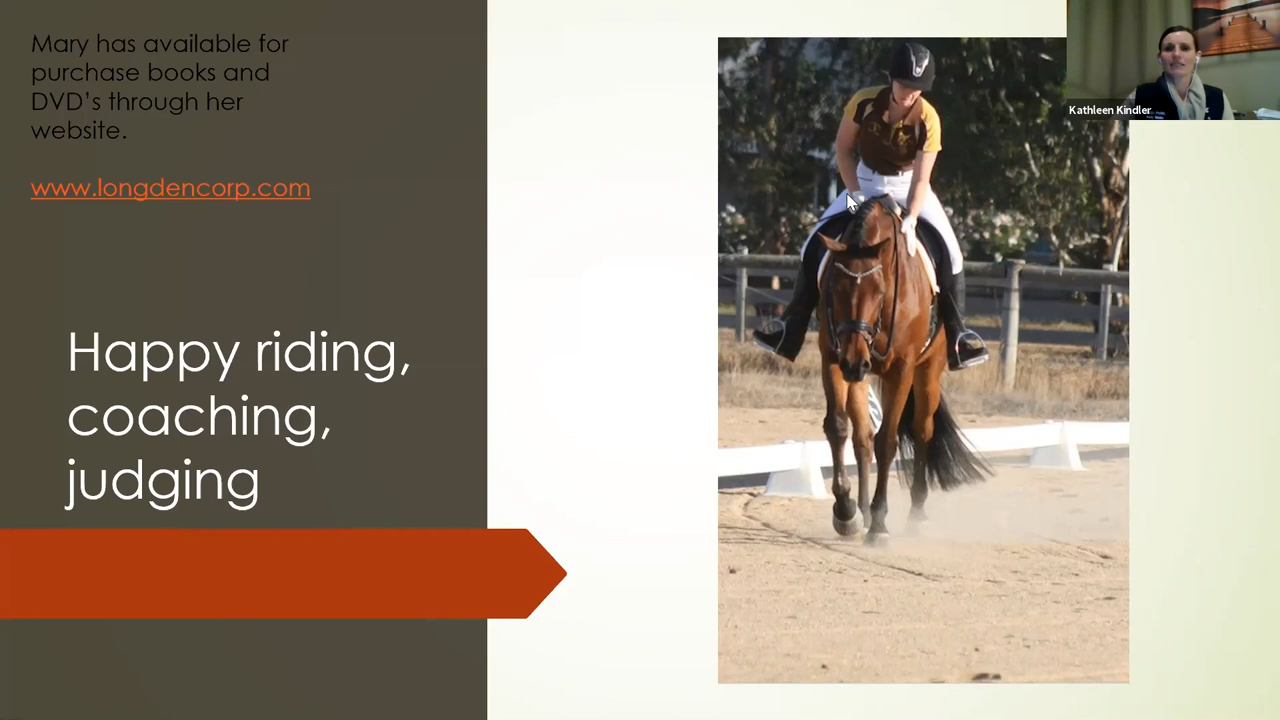 Mary has available for
purchase books and
DVD's through her
website.
www.longdencorp.com
Happy riding,
coaching,
judging
Kathleen Kindler